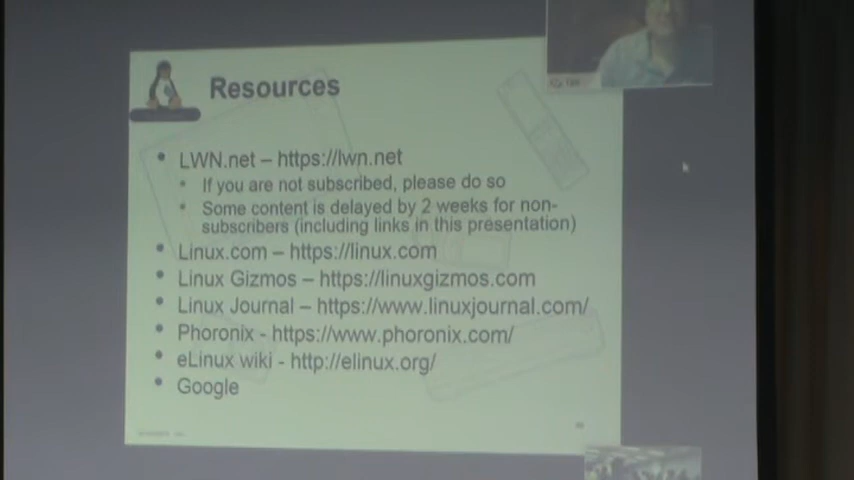 Resources
• LWN.net – https://lwn.net
• If you are not subscribed, please do so
• Some content is delayed by 2 weeks for non-
subscribers (including links in this presentation)
• Linux.com – https://linux.com
• Linux Gizmos – https://linuxgizmos.com
• Linux Journal – https://www.linuxjournal.com/
• Phoronix - https://www.phoronix.com/
• eLinux wiki - http://elinux.org/
• Google